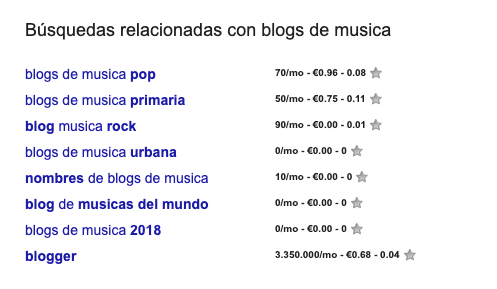 Búsquedas relacionadas con blogs de musica
blogs de musica pop 70/mo - €0.96 - 0.08
blogs de musica primaria 50/mo - €0.75 - 0.11
blog musica rock 90/mo - €0.00 - 0.01
blogs de musica urbana 0/mo - €0.00 - 0
nombres de blogs de musica 10/mo - €0.00 - 0
blog de musicas del mundo 0/mo - €0.00 - 0
blogs de musica 2018 0/mo - €0.00 - 0
blogger 3.350.000/mo - €0.68 - 0.04